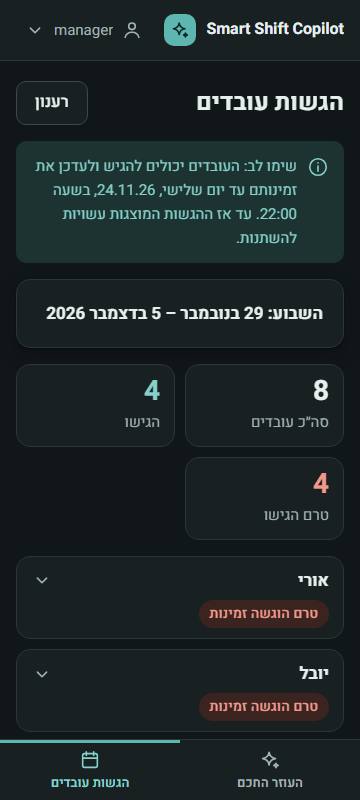 Smart Shift Copilot
manager
הגשות עובדים
רענון
שימו לב: העובדים יכולים להגיש ולעדכן את
זמינותם עד יום שלישי, 24.11.26, בשעה
22:00. עד אז ההגשות המוצגות עשויות
להשתנות.
השבוע: 29 בנובמבר – 5 בדצמבר 2026
8
סה״כ עובדים
4
הגישו
4
טרם הגישו
אורי
טרם הוגשה זמינות
יובל
טרם הוגשה זמינות
העוזר החכם
הגשות עובדים